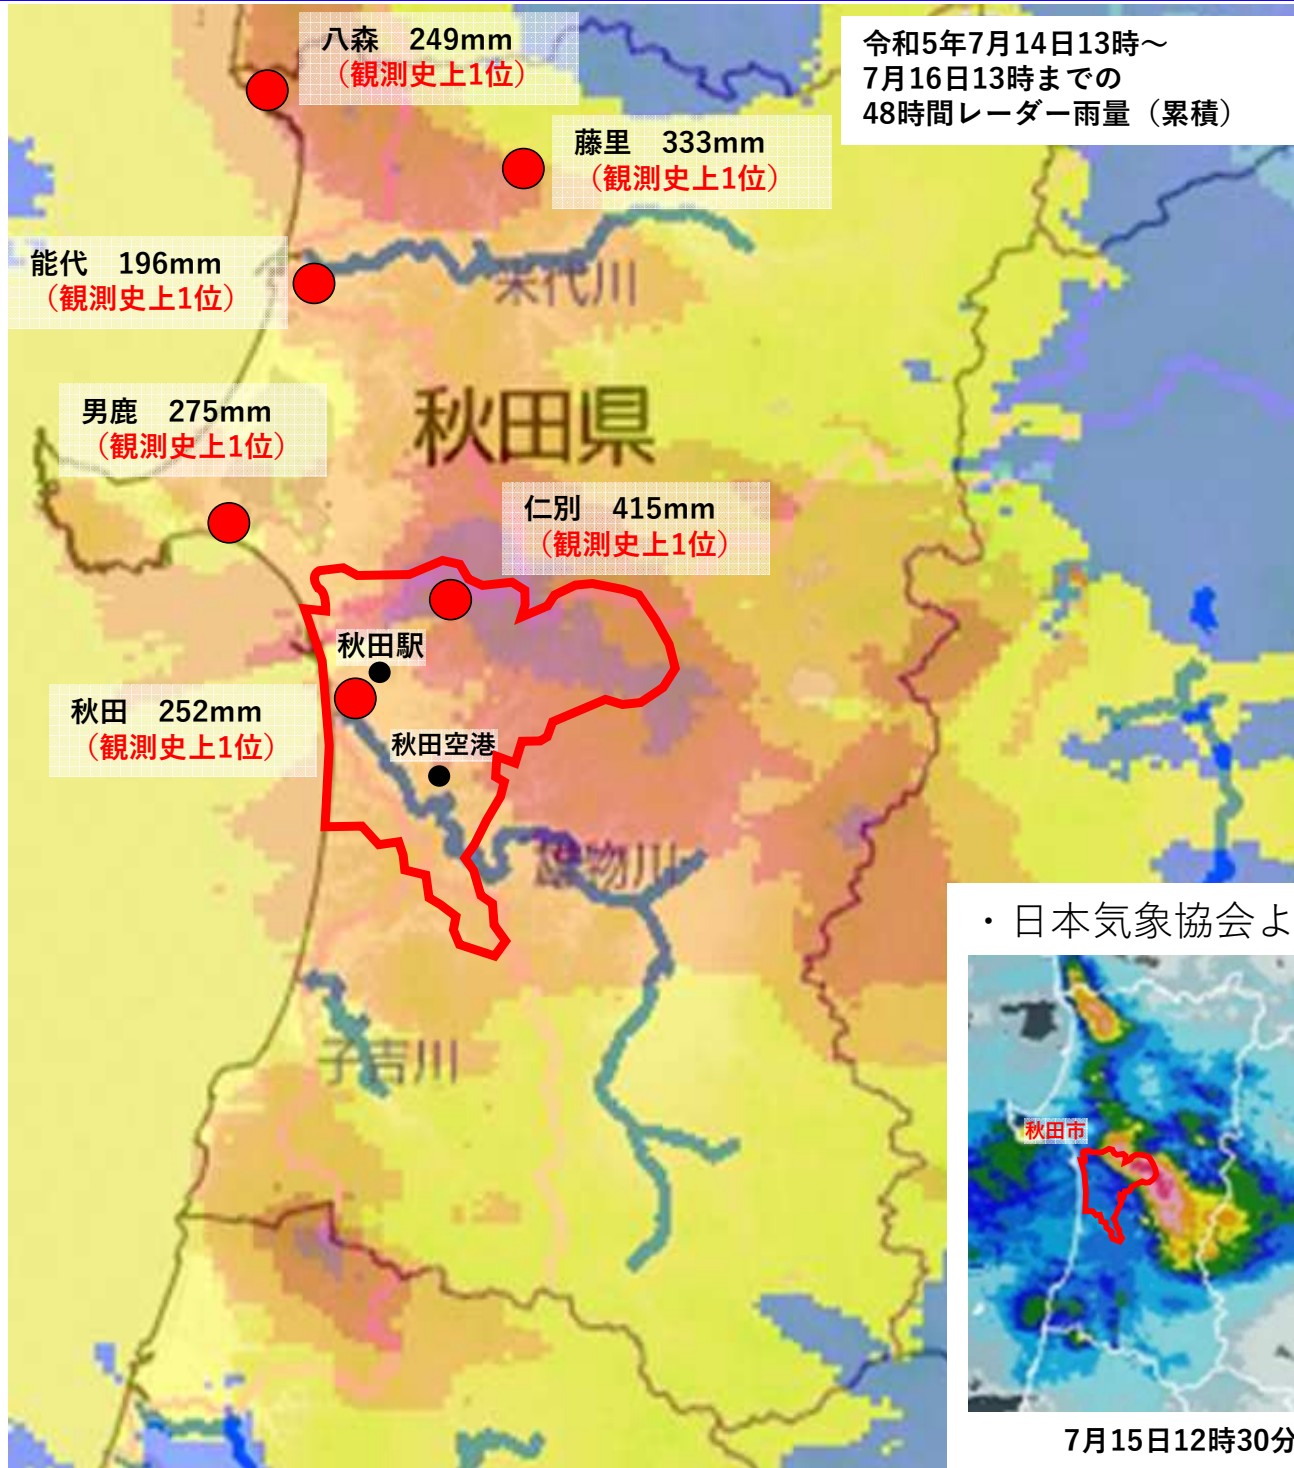 八森　249mm
（観測史上1位）
令和5年7月14日13時～
7月16日13時までの
48時間レーダー雨量（累積）
藤里　333mm
（観測史上1位）
能代　196mm
（観測史上1位）
米代川
男鹿　275mm
（観測史上1位）
秋田県
仁別　415mm
（観測史上1位）
秋田駅
秋田　252mm
（観測史上1位）
秋田空港
雄物川
・日本気象協会よ
子吉川
秋田市
7月15日12時30分